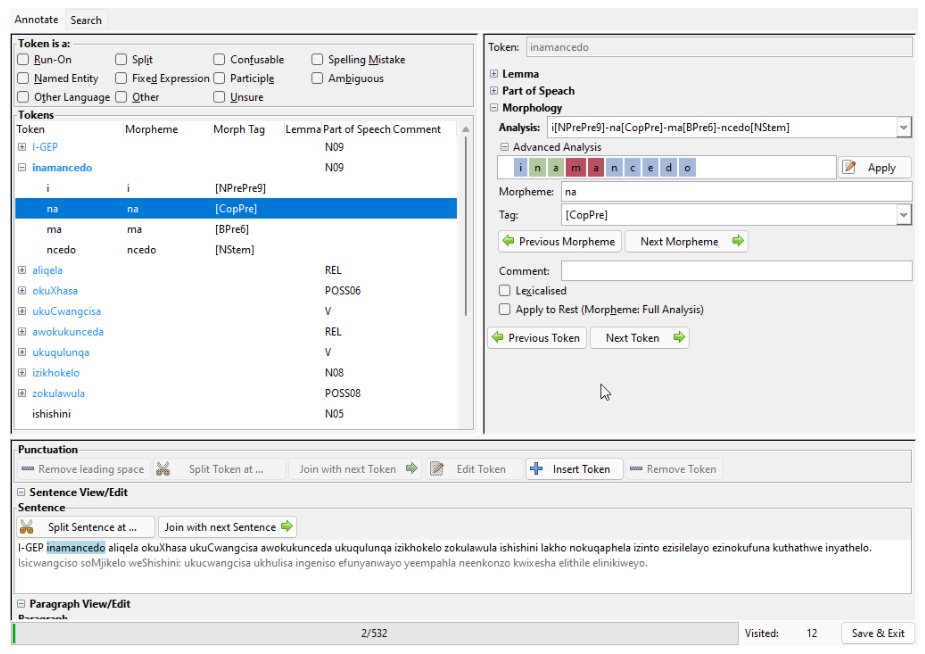 Annotate Search
Token is a:
Run-On Split Confusable Spelling Mistake
Named Entity Fixed Expression Participle Ambiguous
Other Language Other Unsure
Tokens
Token Morpheme Morph Tag Lemma Part of Speech Comment
I-GEP N09
inamancedo N09
i i [NPrePre9]
na na [CopPre]
ma ma [BPre6]
ncedo ncedo [NStem]
aliqela REL
okuXhasa POSS06
ukuCwangcisa V
awokukunceda REL
ukuqulunqa V
izikhokelo N08
zokulawula POSS08
ishishini N05
Token: inamancedo
Lemma
Part of Speach
Morphology
Analysis: i[NPrePre9]-na[CopPre]-ma[BPre6]-ncedo[NStem]
Advanced Analysis
i n a m a n c e d o Apply
Morpheme: na
Tag: [CopPre]
Previous Morpheme Next Morpheme
Comment:
Lexicalised
Apply to Rest (Morpheme: Full Analysis)
Previous Token Next Token
Punctuation
Remove leading space Split Token at ... Join with next Token Edit Token Insert Token Remove Token
Sentence View/Edit
Sentence
Split Sentence at ... Join with next Sentence
I-GEP inamancedo aliqela okuXhasa ukuCwangcisa awokukunceda ukuqulunqa izikhokelo zokulawula ishishini lakho nokuqaphela izinto ezisilelayo ezinokufuna kuthathwe inyathelo.
Isicwangciso soMjikelo weShishini: ukucwangcisa ukhulisa ingeniso efunyanwayo yeempahla neenkonzo kwixesha elithile elinikiweyo.
Paragraph View/Edit
Paragraph
2/532 Visited: 12 Save & Exit